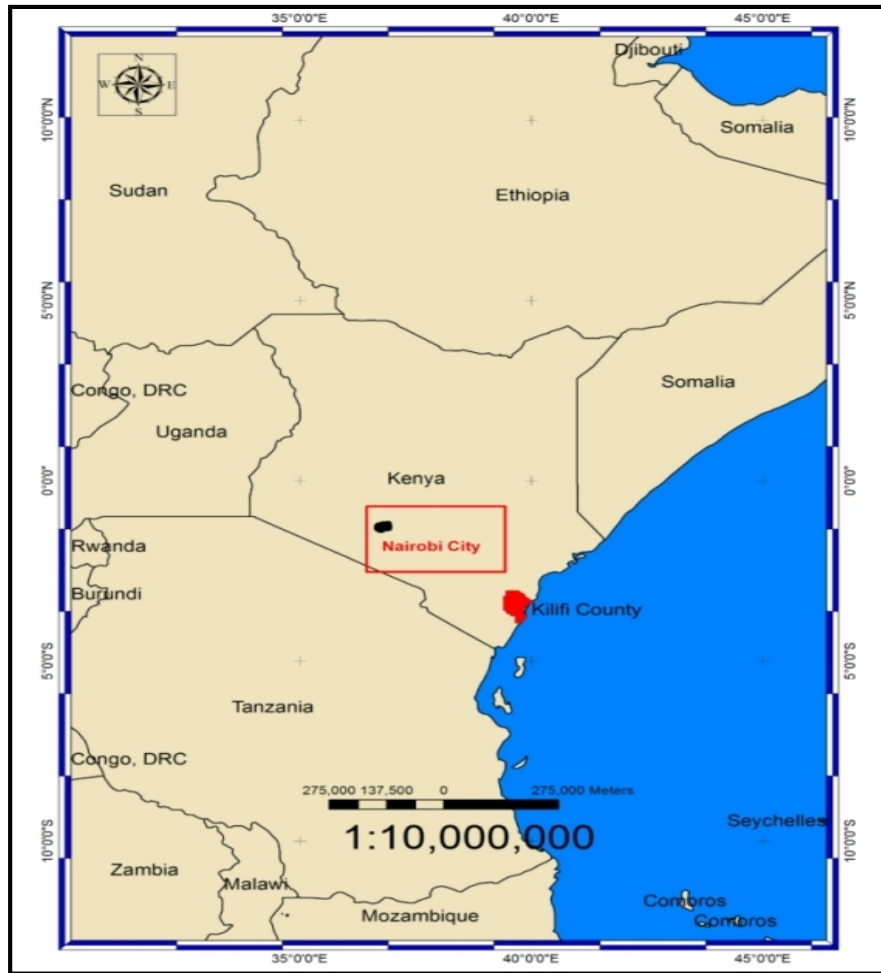 35°0'0"E 40°0'0"E 45°0'0"E
Djibouti
N
W E
S
10°0'0"N 10°0'0"N
Somalia
Sudan
Ethiopia
5°0'0"N 5°0'0"N
Congo, DRC
Somalia
Uganda
Kenya
0°0'0" 0°0'0"
Rwanda
Nairobi City
Burundi
Kilifi County
5°0'0"S 5°0'0"S
Tanzania
Congo, DRC
275,000 137,500 0 275,000 Meters
1:10,000,000
Seychelles
10°0'0"S 10°0'0"S
Zambia
Malawi
Comoros
Mozambique
Comoros
35°0'0"E 40°0'0"E 45°0'0"E